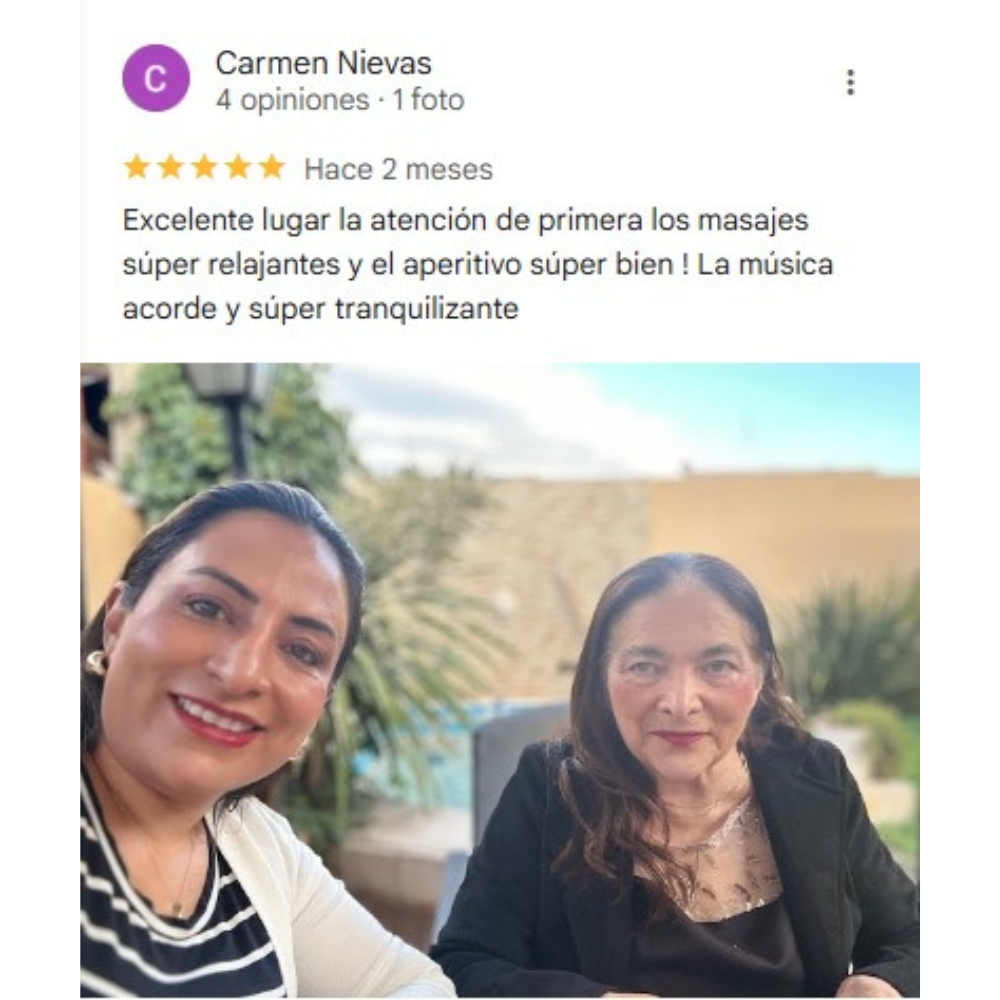 C
Carmen Nievas
4 opiniones · 1 foto
Hace 2 meses
Excelente lugar la atención de primera los masajes
súper relajantes y el aperitivo súper bien ! La música
acorde y súper tranquilizante